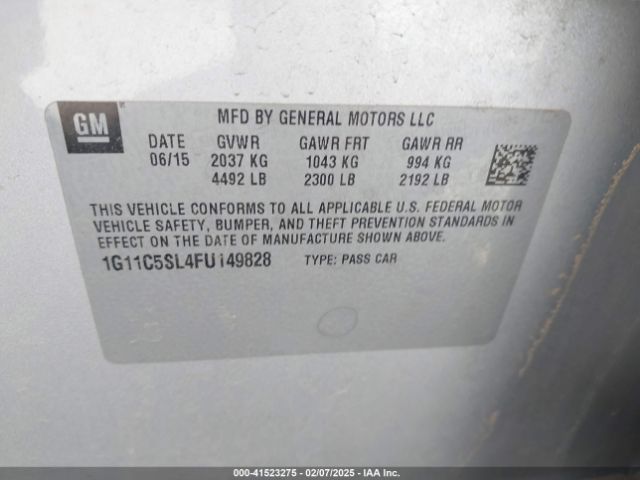 GM
MFD BY GENERAL MOTORS LLC
DATE GVWR GAWR FRT GAWR RR
06/15 2037 KG 1043 KG 994 KG
4492 LB 2300 LB 2192 LB
THIS VEHICLE CONFORMS TO ALL APPLICABLE U.S. FEDERAL MOTOR
VEHICLE SAFETY, BUMPER, AND THEFT PREVENTION STANDARDS IN
EFFECT ON THE DATE OF MANUFACTURE SHOWN ABOVE.
1G11C5SL4FU149828 TYPE: PASS CAR
000-41523275 - 02/07/2025 - IAA Inc.